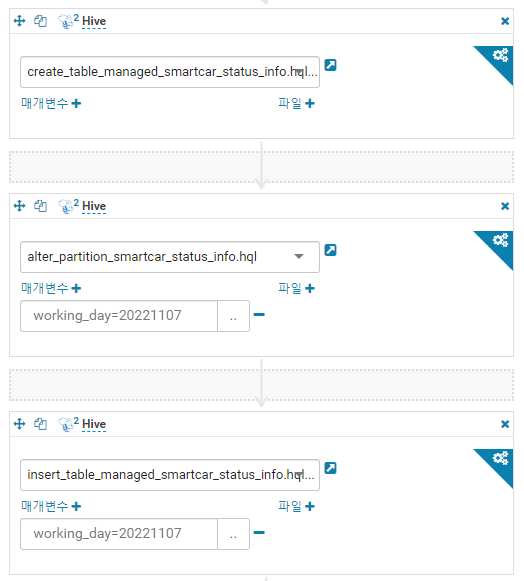 2 Hive
create_table_managed_smartcar_status_info.hql...
매개변수 파일
2 Hive
alter_partition_smartcar_status_info.hql
매개변수 파일
working_day=20221107 ..
2 Hive
insert_table_managed_smartcar_status_info.hql...
매개변수 파일
working_day=20221107 ..